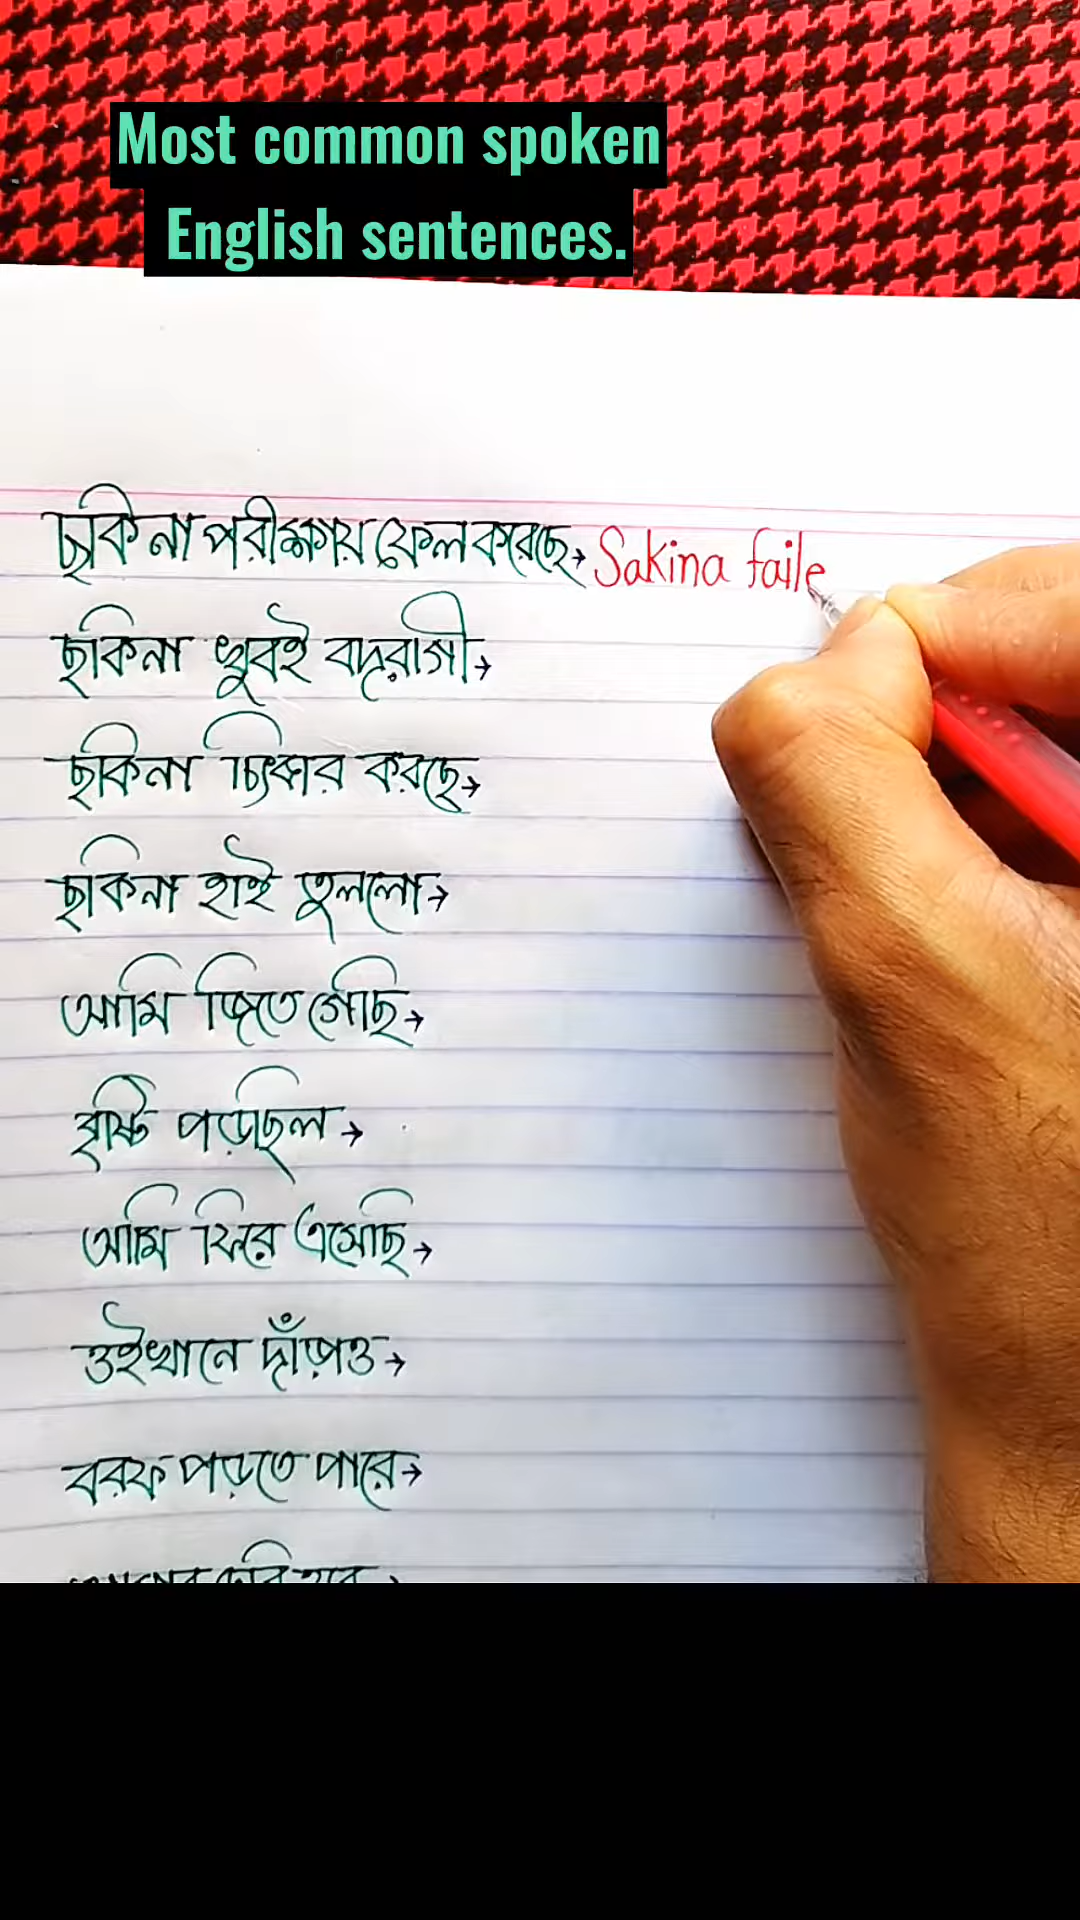 Most common spoken
English sentences.
ছকিনা পরীক্ষায় ফেল করেছে→ Sakina faile
ছকিনা খুবই বদরাগী→
ছকিনা চিৎকার করছে→
ছকিনা হাই তুললো→
আমি জিতে গেছি→
বৃষ্টি পড়ছিল→
আমি ফিরে এসেছি→
ওইখানে দাঁড়াও→
বরফ পড়তে পারে→